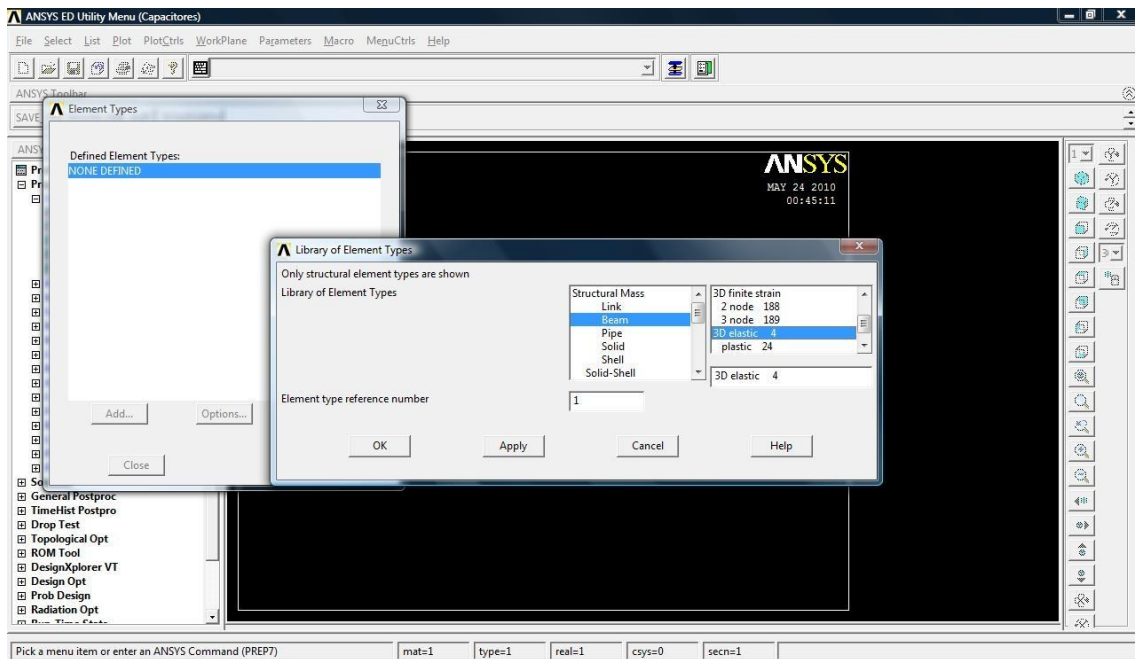 ANSYS ED Utility Menu (Capacitores)
File Select List Plot PlotCtrls WorkPlane Parameters Macro MenuCtrls Help
ANSYS Toolbar
SAVE
Element Types
Defined Element Types:
NONE DEFINED
Add... Options...
Close
ANSYS
MAY 24 2010
00:45:11
1
3
Library of Element Types
Only structural element types are shown
Library of Element Types
Structural Mass
Link
Beam
Pipe
Solid
Shell
Solid-Shell
3D finite strain
2 node 188
3 node 189
3D elastic 4
plastic 24
3D elastic 4
Element type reference number
1
OK Apply Cancel Help
General Postproc
TimeHist Postpro
Drop Test
Topological Opt
ROM Tool
DesignXplorer VT
Design Opt
Prob Design
Radiation Opt
Pick a menu item or enter an ANSYS Command (PREP7) mat=1 type=1 real=1 csys=0 secn=1